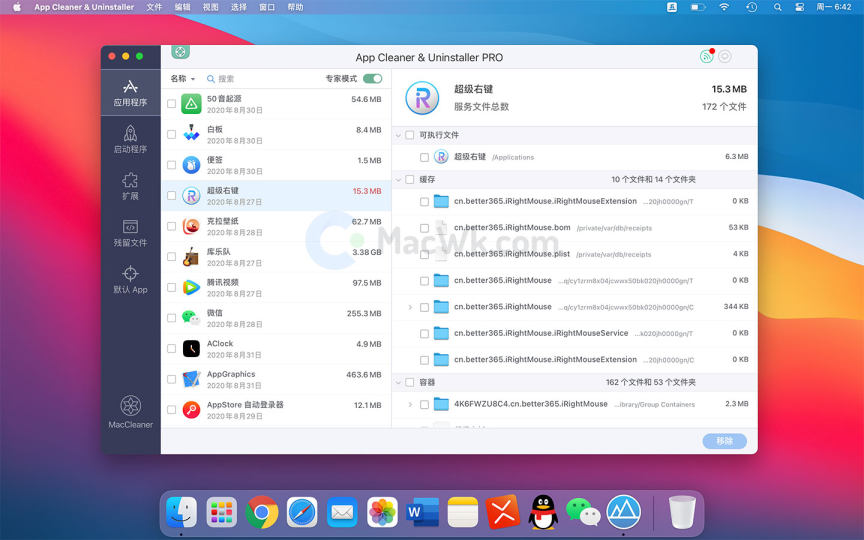 App Cleaner & Uninstaller 文件 编辑 视图 选择 窗口 帮助
五 周一 6:42
App Cleaner & Uninstaller PRO
应用程序
启动程序
扩展
残留文件
默认 App
MacCleaner
名称 搜索 专家模式
50音起源 54.6 MB
2020年8月30日
白板 8.4 MB
2020年8月30日
便签 1.5 MB
2020年8月30日
超级右键 15.3 MB
2020年8月27日
克拉壁纸 62.7 MB
2020年8月28日
库乐队 3.38 GB
2020年8月27日
腾讯视频 97.5 MB
2020年8月27日
微信 255.3 MB
2020年8月28日
AClock 4.9 MB
2020年8月31日
AppGraphics 463.6 MB
2020年8月31日
AppStore 自动登录器 12.1 MB
2020年8月29日
超级右键 15.3 MB
服务文件总数 172 个文件
可执行文件
超级右键 /Applications 6.3 MB
缓存 10 个文件和 14 个文件夹
cn.better365.iRightMouse.iRightMouseExtension ...20jh0000gn/T 0 KB
cn.better365.iRightMouse.bom /private/var/db/receipts 53 KB
cn.better365.iRightMouse.plist /private/var/db/receipts 4 KB
cn.better365.iRightMouse ...q/cy1zrm8x04jcwwx50bk020jh0000gn/T 0 KB
cn.better365.iRightMouse ...q/cy1zrm8x04jcwwx50bk020jh0000gn/C 344 KB
cn.better365.iRightMouse.iRightMouseService ...k020jh0000gn/T 0 KB
cn.better365.iRightMouse.iRightMouseExtension ...20jh0000gn/C 0 KB
容器 162 个文件和 53 个文件夹
4K6FWZU8C4.cn.better365.iRightMouse ...ibrary/Group Containers 2.3 MB
移除
MacWk.com
W